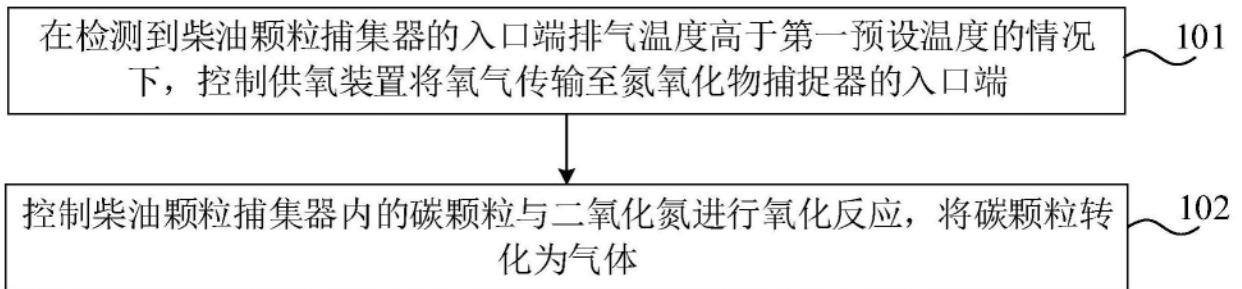 在检测到柴油颗粒捕集器的入口端排气温度高于第一预设温度的情况
下，控制供氧装置将氧气传输至氮氧化物捕捉器的入口端
101
控制柴油颗粒捕集器内的碳颗粒与二氧化氮进行氧化反应，将碳颗粒转
化为气体
102